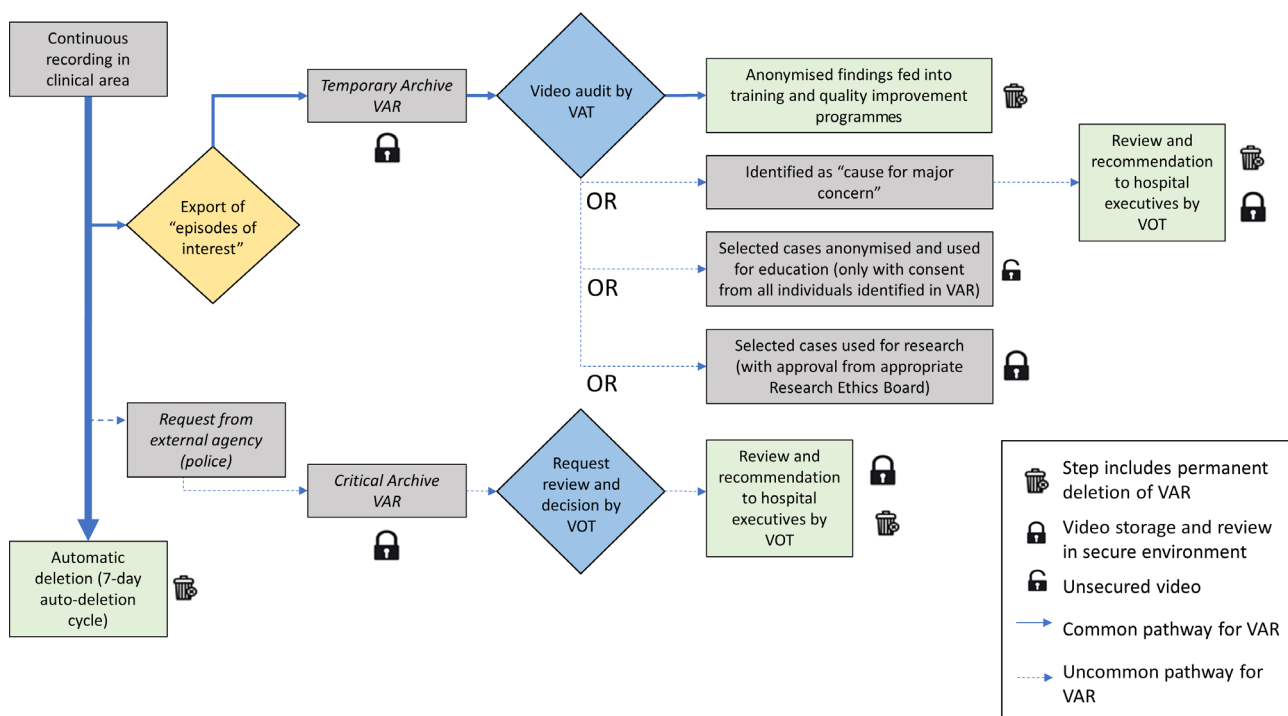 Continuous
recording in
clinical area
Temporary Archive
VAR
Video audit by
VAT
Anonymised findings fed into
training and quality improvement
programmes
Export of
“episodes of
interest”
OR
Identified as “cause for major
concern”
Review and
recommendation
to hospital
executives by
VOT
OR
Selected cases anonymised and used
for education (only with consent
from all individuals identified in VAR)
OR
Selected cases used for research
(with approval from appropriate
Research Ethics Board)
Request from
external agency
(police)
Critical Archive
VAR
Request
review and
decision by
VOT
Review and
recommendation
to hospital
executives by
VOT
Automatic
deletion (7-day
auto-deletion
cycle)
Step includes permanent
deletion of VAR
Video storage and review
in secure environment
Unsecured video
Common pathway for VAR
Uncommon pathway for
VAR